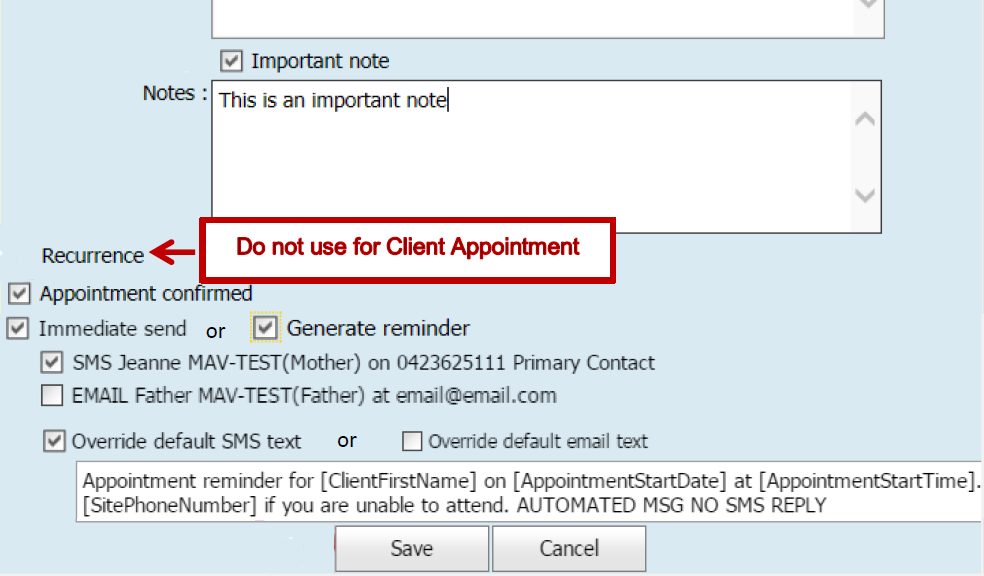 Important note
Notes :
This is an important note
Do not use for Client Appointment
Recurrence
Appointment confirmed
Immediate send or Generate reminder
SMS Jeanne MAV-TEST(Mother) on 0423625111 Primary Contact
EMAIL Father MAV-TEST(Father) at email@email.com
Override default SMS text or Override default email text
Appointment reminder for [ClientFirstName] on [AppointmentStartDate] at [AppointmentStartTime].
[SitePhoneNumber] if you are unable to attend. AUTOMATED MSG NO SMS REPLY
Save Cancel